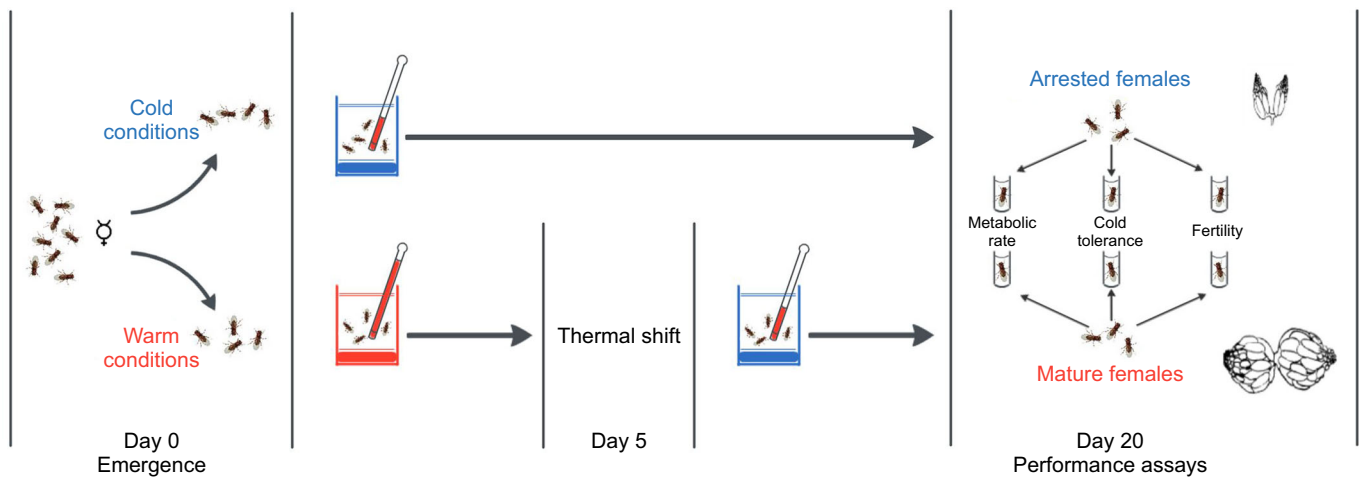 Cold
conditions
Warm
conditions
Day 0
Emergence
Thermal shift
Day 5
Arrested females
Metabolic
rate
Cold
tolerance
Fertility
Mature females
Day 20
Performance assays